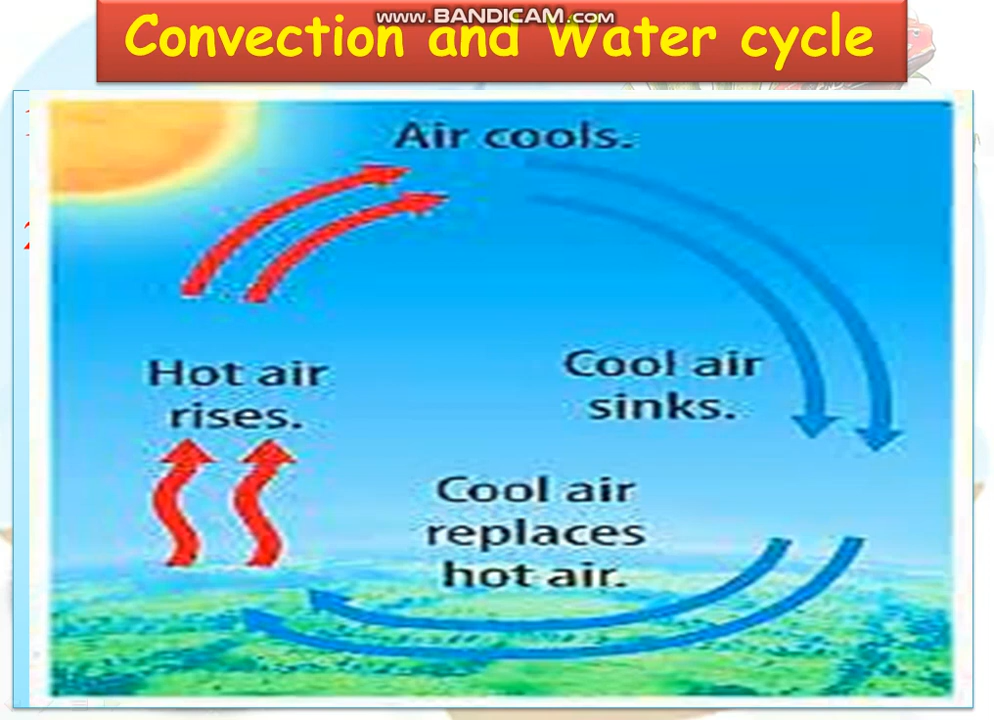 www.BANDICAM.com
Convection and Water cycle
Air cools.
Hot air
rises.
Cool air
sinks.
Cool air
replaces
hot air.